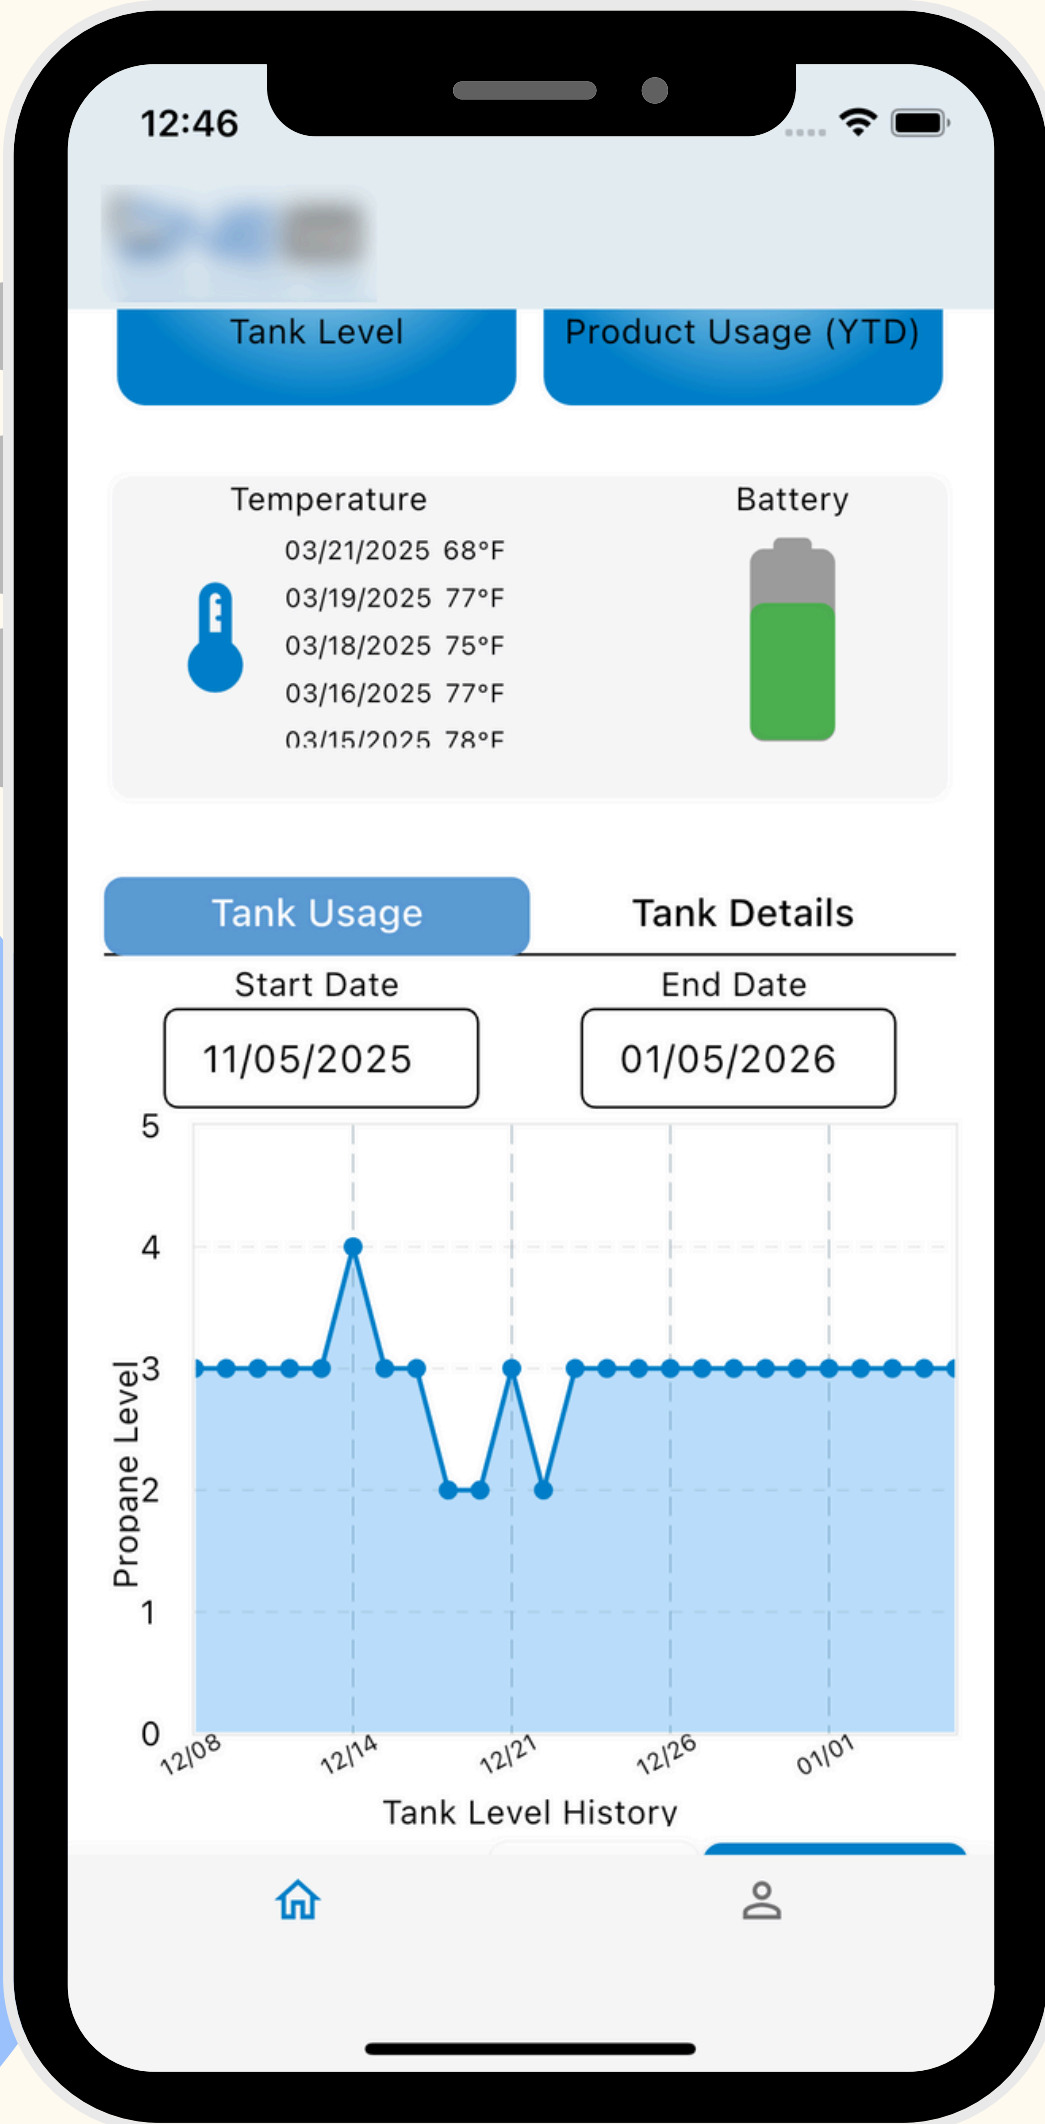 12:46
Tank Level
Product Usage (YTD)
Temperature
Battery
03/21/2025 68°F
03/19/2025 77°F
03/18/2025 75°F
03/16/2025 77°F
03/15/2025 78°F
Tank Usage
Tank Details
Start Date
End Date
11/05/2025
01/05/2026
5
4
3
2
1
0
Propane Level
12/08
12/14
12/21
12/26
01/01
Tank Level History